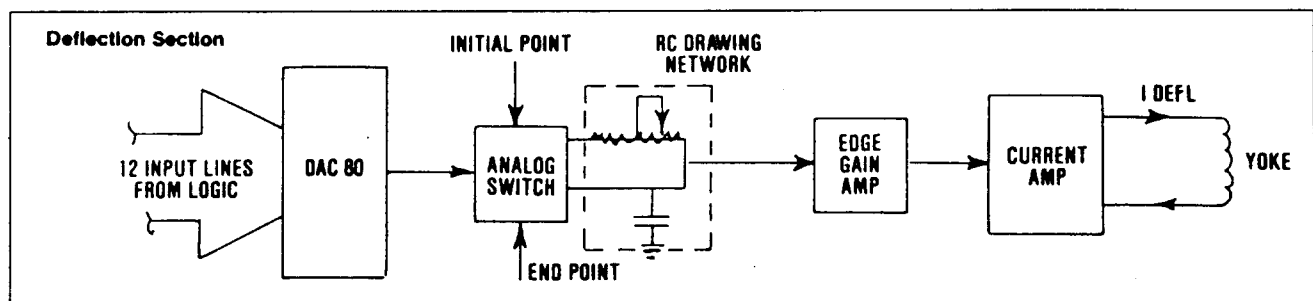 Deflection Section
INITIAL POINT
RC DRAWING
NETWORK
12 INPUT LINES
FROM LOGIC
DAC 80
ANALOG
SWITCH
END POINT
EDGE
GAIN
AMP
CURRENT
AMP
I DEFL
YOKE